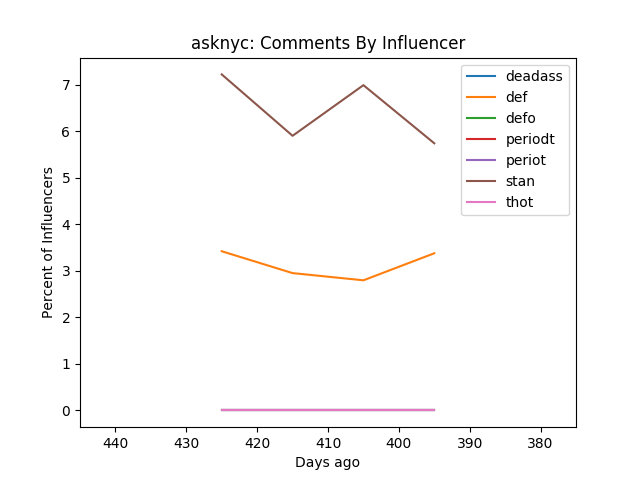 asknyc: Comments By Influencer
deadass
def
defo
periodt
periot
stan
thot
Percent of Influencers
7
6
5
4
3
2
1
0
440 430 420 410 400 390 380
Days ago